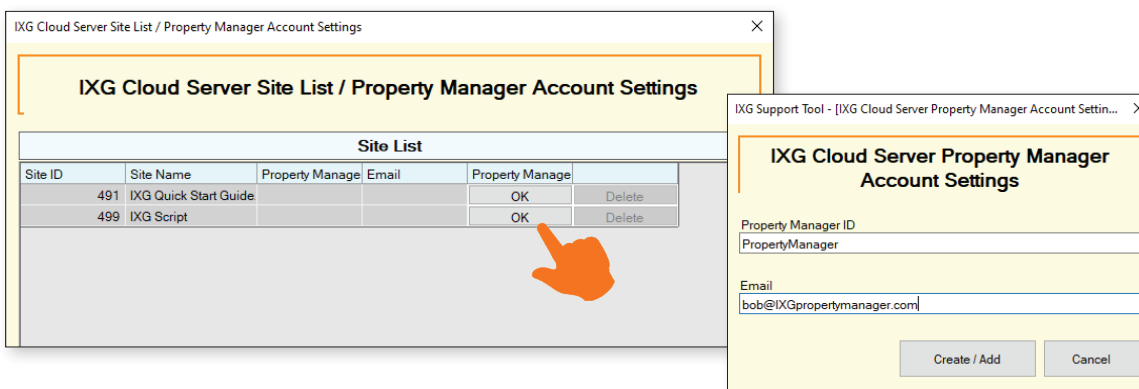 IXG Cloud Server Site List / Property Manager Account Settings
IXG Cloud Server Site List / Property Manager Account Settings
Site List
Site ID Site Name Property Manage Email Property Manage
491 IXG Quick Start Guide OK Delete
499 IXG Script OK Delete
IXG Support Tool - [IXG Cloud Server Property Manager Account Settin...
IXG Cloud Server Property Manager
Account Settings
Property Manager ID
PropertyManager
Email
bob@IXGpropertymanager.com
Create / Add Cancel